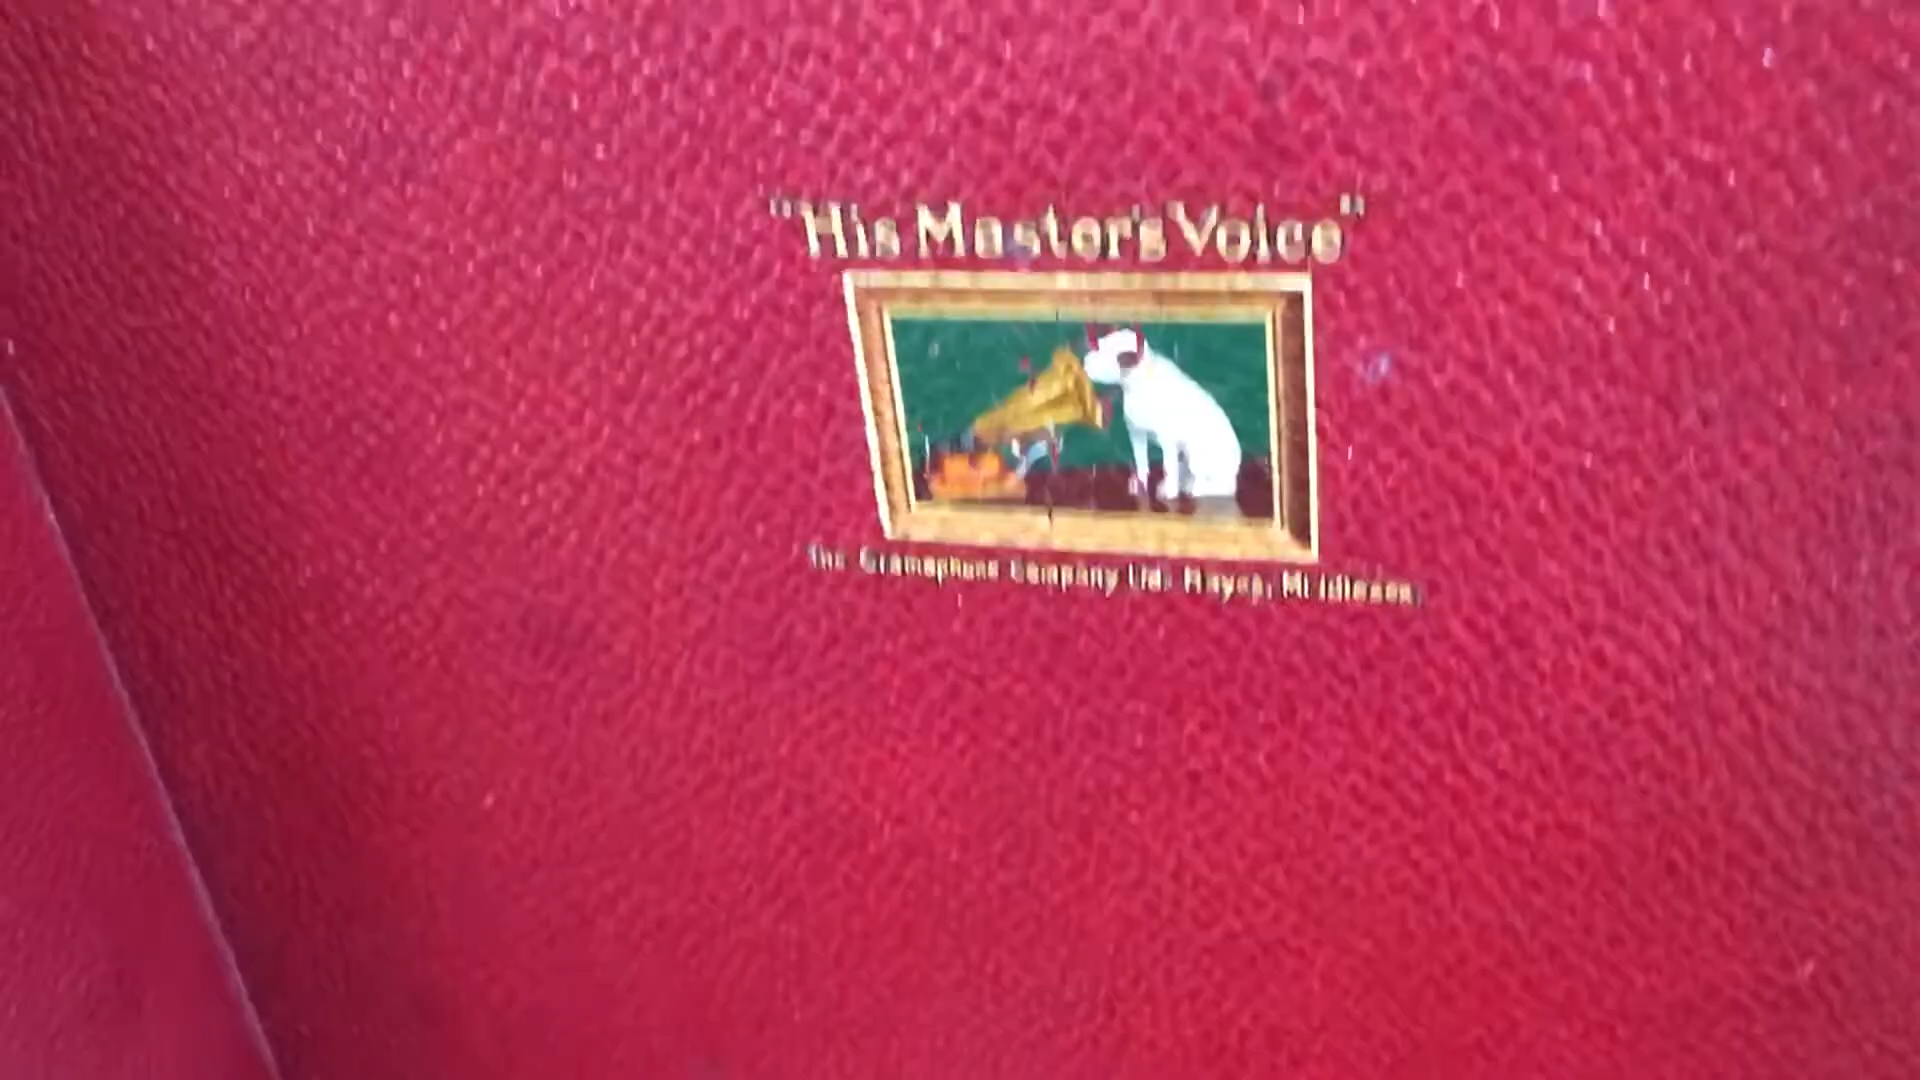 "His Master's Voice"
The Gramophone Company Ltd. Hayes, Middlesex.